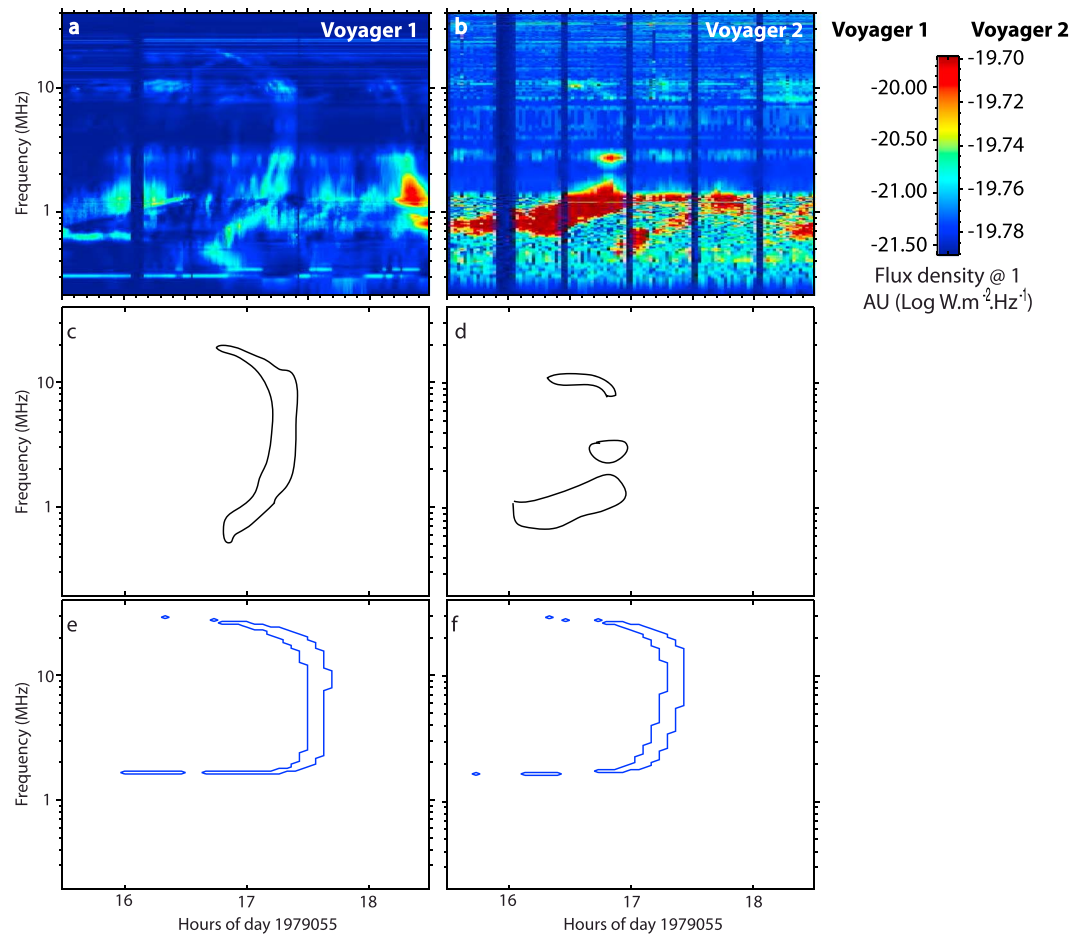 a Voyager 1
b Voyager 2
Voyager 1 Voyager 2
Frequency (MHz)
10
1
-20.00
-20.50
-21.00
-21.50
-19.70
-19.72
-19.74
-19.76
-19.78
Flux density @ 1
AU (Log W.m-2.Hz-1)
c
d
Frequency (MHz)
10
1
e
f
Frequency (MHz)
10
1
16 17 18
16 17 18
Hours of day 1979055
Hours of day 1979055